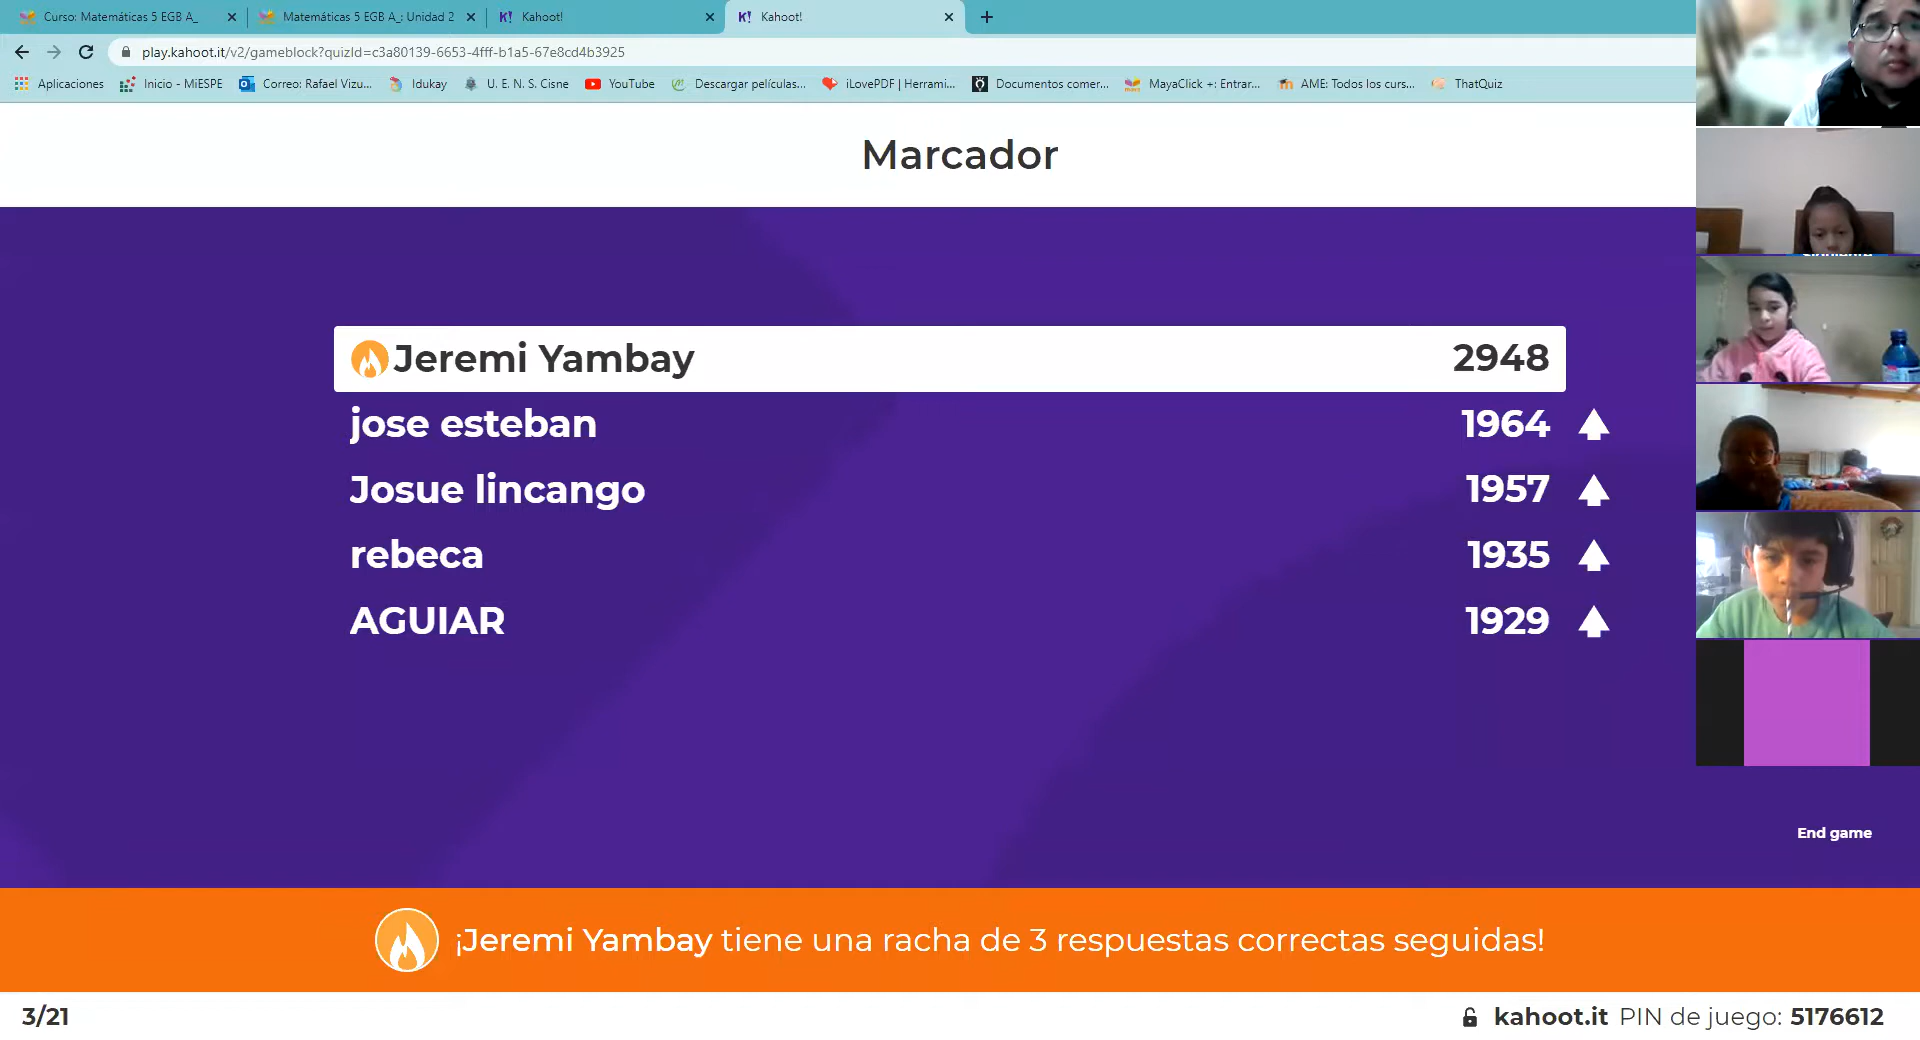 Curso: Matemáticas 5 EGB A_
Matemáticas 5 EGB A_: Unidad 2
K! Kahoot!
K! Kahoot!
play.kahoot.it/v2/gameblock?quizId=c3a80139-6653-4fff-b1a5-67e8cd4b3925
Aplicaciones
Inicio - MiESPE
Correo: Rafael Vizu...
Idukay
U. E. N. S. Cisne
YouTube
Descargar películas...
iLovePDF | Herrami...
Documentos comer...
MayaClick +: Entrar...
AME: Todos los curs...
ThatQuiz
Marcador
Jeremi Yambay 2948
jose esteban 1964
Josue lincango 1957
rebeca 1935
AGUIAR 1929
End game
¡Jeremi Yambay tiene una racha de 3 respuestas correctas seguidas!
3/21
kahoot.it PIN de juego: 5176612